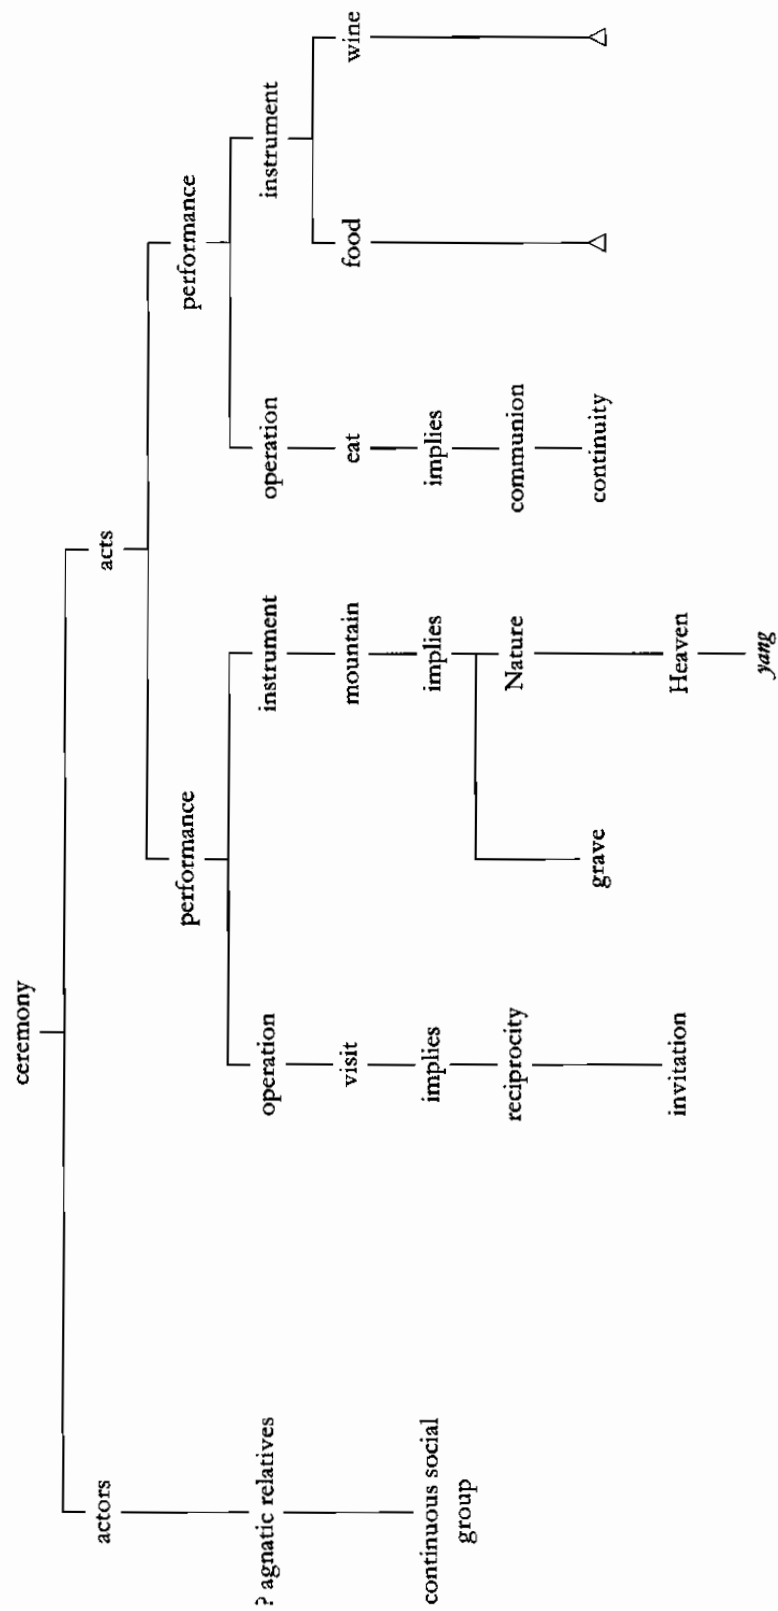 ceremony
actors
acts
performance
performance
? agnatic relatives
operation
instrument
operation
instrument
visit
mountain
eat
food
wine
continuous social
group
implies
implies
implies
reciprocity
Nature
communion
grave
continuity
invitation
Heaven
yang